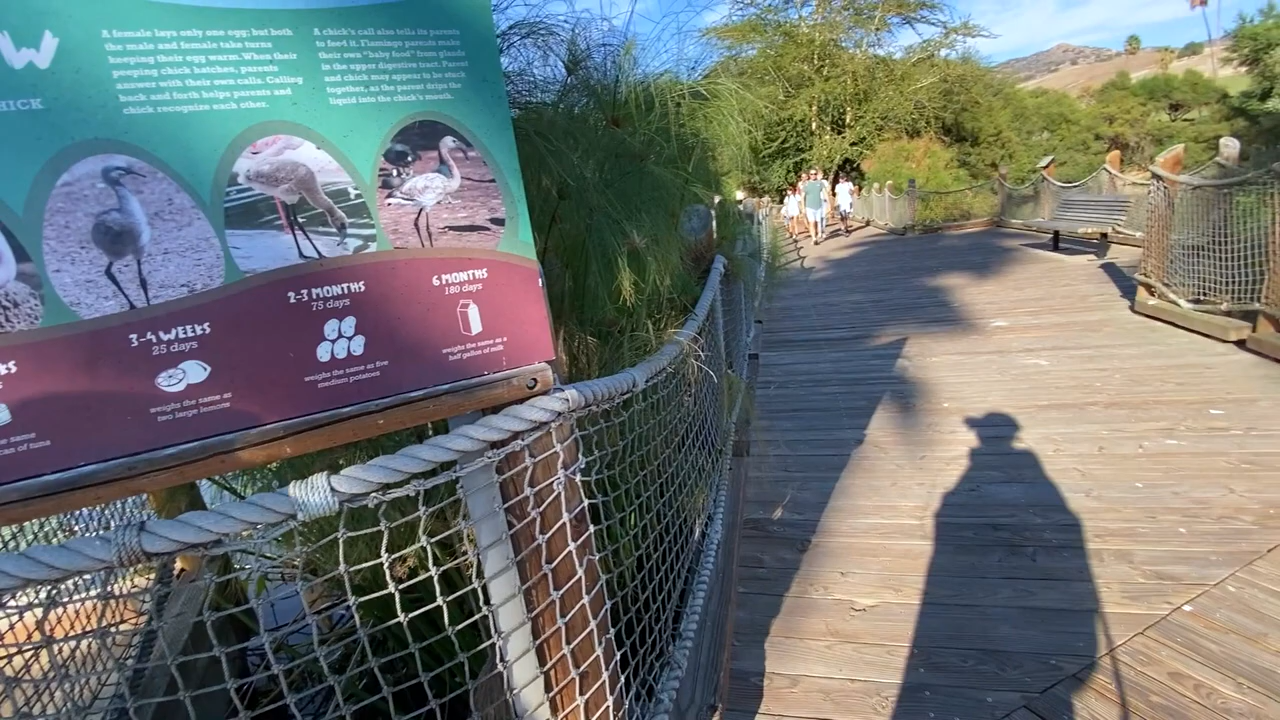 W
HICK
A female lays only one egg; but both
the male and female take turns
keeping their egg warm. When their
peeping chick hatches, parents
answer with their own calls. Calling
back and forth helps parents and
chick recognize each other.
A chick's call also tells its parents
to feed it. Flamingo parents make
their own "baby food" from glands
in the upper digestive tract. Parent
and chick may appear to be stuck
together, as the parent drips the
liquid into the chick's mouth.
KS
s
e same
can of tuna
3-4 WEEKS
25 days
weighs the same as
two large lemons
2-3 MONTHS
75 days
weighs the same as five
medium potatoes
6 MONTHS
180 days
weighs the same as a
half gallon of milk